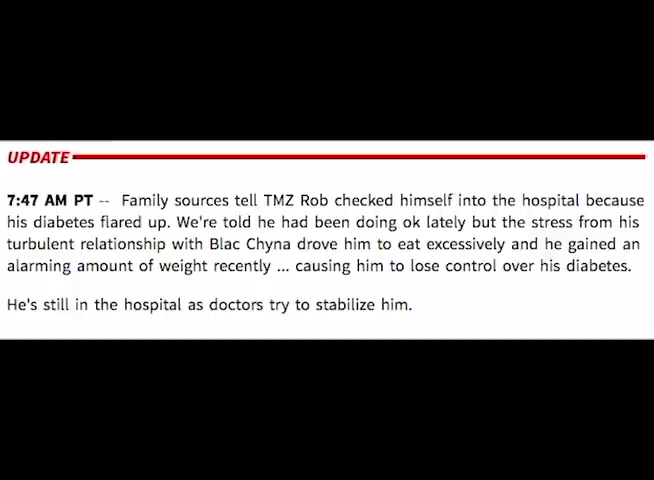 UPDATE
7:47 AM PT -- Family sources tell TMZ Rob checked himself into the hospital because
his diabetes flared up. We're told he had been doing ok lately but the stress from his
turbulent relationship with Blac Chyna drove him to eat excessively and he gained an
alarming amount of weight recently ... causing him to lose control over his diabetes.
He's still in the hospital as doctors try to stabilize him.